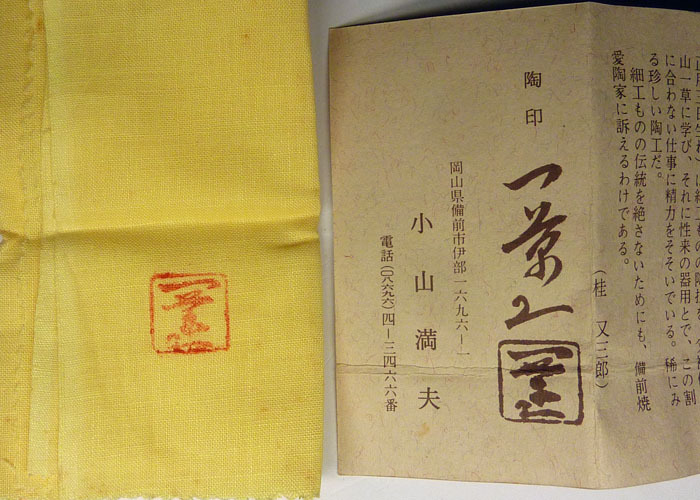 山一草に学び、それに性来の器用とで、この割
に合わない仕事に精力をそそいでいる。稀にみ
る珍しい陶工だ。
細工ものの伝統を絶さないためにも、備前焼
愛陶家に訴えるわけである。
(桂 又三郎)
陶印
岡山県備前市伊部一六九六ー一
小山満夫
電話(〇八六九六)四ー三四六六番